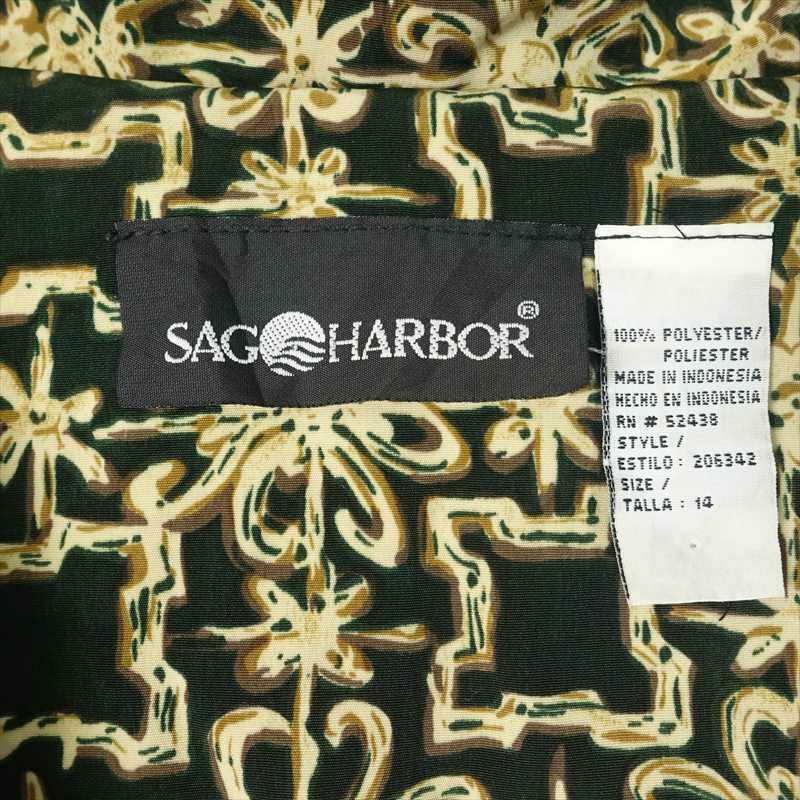 SAG HARBOR®
100% POLYESTER/
POLIESTER
MADE IN INDONESIA
HECHO EN INDONESIA
RN # 52438
STYLE /
ESTILO: 206342
SIZE /
TALLA : 14